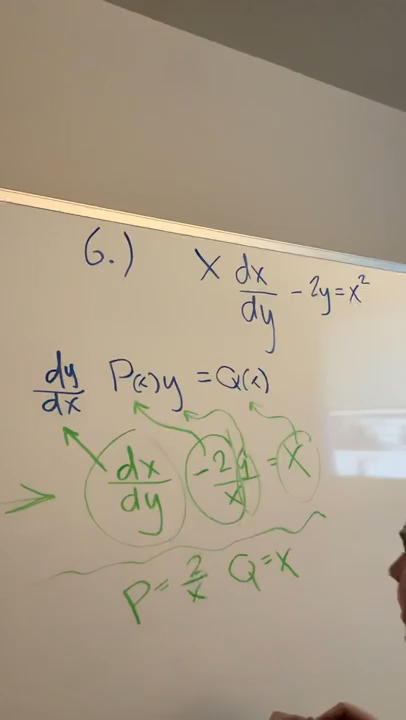 6.) x dx/dy - 2y = x²
dy/dx P(x)y = Q(x)
dx/dy - 2/x y = x
P = 2/x Q = x